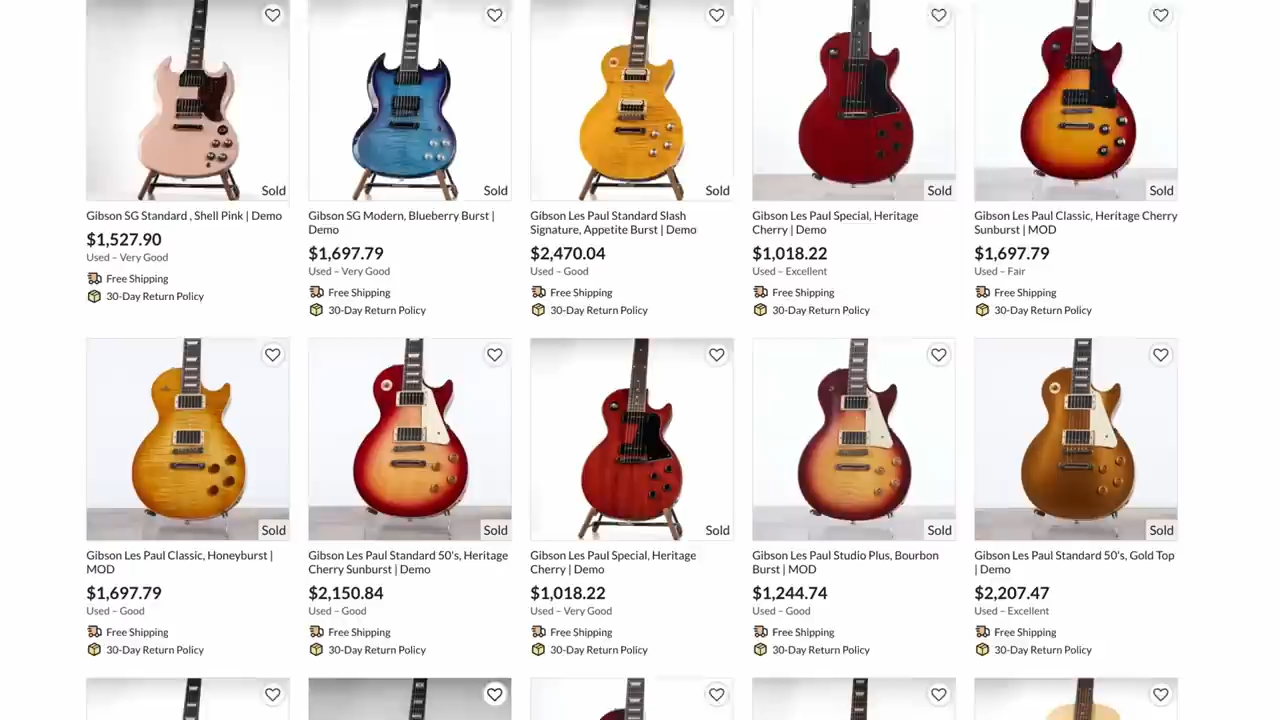 Sold
Sold
Sold
Sold
Sold
Gibson SG Standard , Shell Pink | Demo
$1,527.90
Used – Very Good
Free Shipping
30-Day Return Policy
Gibson SG Modern, Blueberry Burst |
Demo
$1,697.79
Used – Very Good
Free Shipping
30-Day Return Policy
Gibson Les Paul Standard Slash
Signature, Appetite Burst | Demo
$2,470.04
Used – Good
Free Shipping
30-Day Return Policy
Gibson Les Paul Special, Heritage
Cherry | Demo
$1,018.22
Used – Excellent
Free Shipping
30-Day Return Policy
Gibson Les Paul Classic, Heritage Cherry
Sunburst | MOD
$1,697.79
Used – Fair
Free Shipping
30-Day Return Policy
Sold
Sold
Sold
Sold
Sold
Gibson Les Paul Classic, Honeyburst |
MOD
$1,697.79
Used – Good
Free Shipping
30-Day Return Policy
Gibson Les Paul Standard 50's, Heritage
Cherry Sunburst | Demo
$2,150.84
Used – Good
Free Shipping
30-Day Return Policy
Gibson Les Paul Special, Heritage
Cherry | Demo
$1,018.22
Used – Very Good
Free Shipping
30-Day Return Policy
Gibson Les Paul Studio Plus, Bourbon
Burst | MOD
$1,244.74
Used – Good
Free Shipping
30-Day Return Policy
Gibson Les Paul Standard 50's, Gold Top
| Demo
$2,207.47
Used – Excellent
Free Shipping
30-Day Return Policy